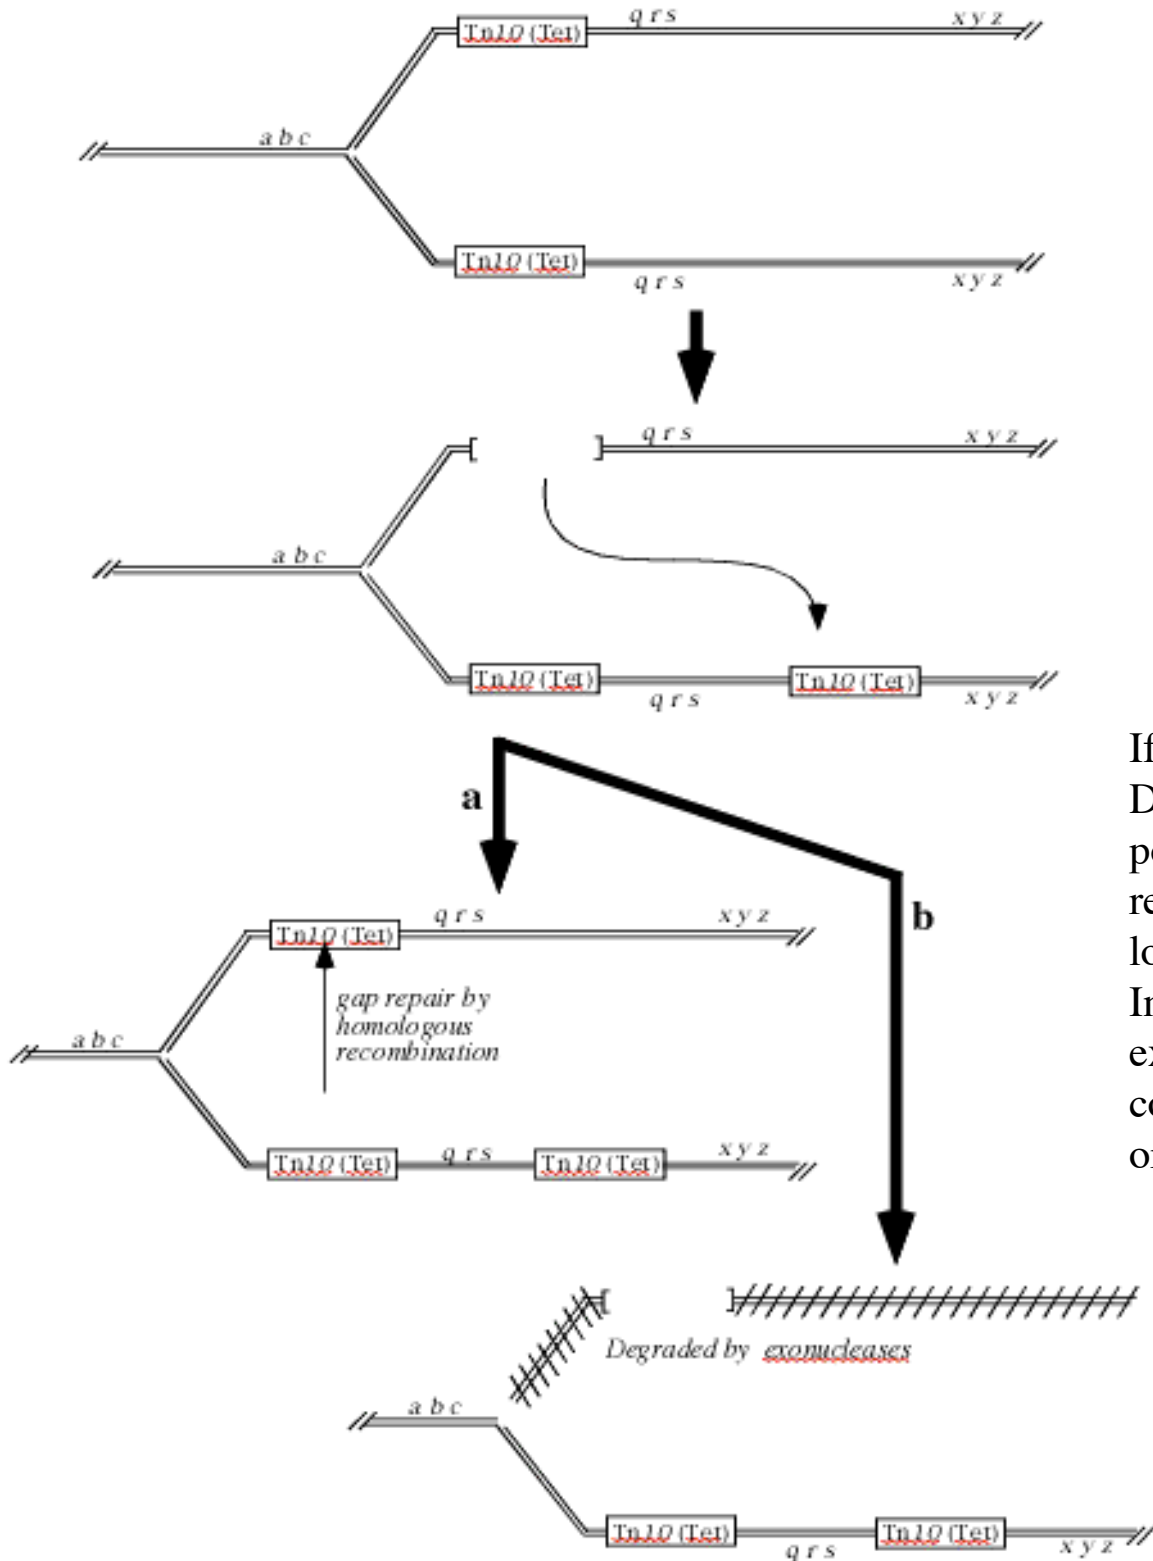 Tn10 (Tet) q r s x y z
a b c
Tn10 (Tet) q r s x y z
q r s x y z
a b c
Tn10 (Tet) q r s Tn10 (Tet) x y z
a
b
Tn10 (Tet) q r s x y z
gap repair by
homologous
recombination
a b c
Tn10 (Tet) q r s Tn10 (Tet) x y z
If
Degraded by exonucleases
a b c
Tn10 (Tet) q r s Tn10 (Tet) x y z